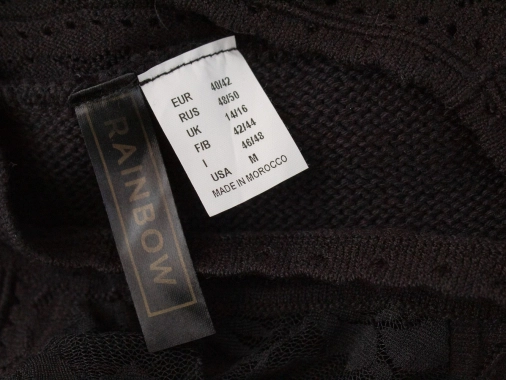 RAINBOW
EUR 40/42
RUS 48/50
UK 14/16
F/B 42/44
I 46/48
USA M
MADE IN MOROCCO